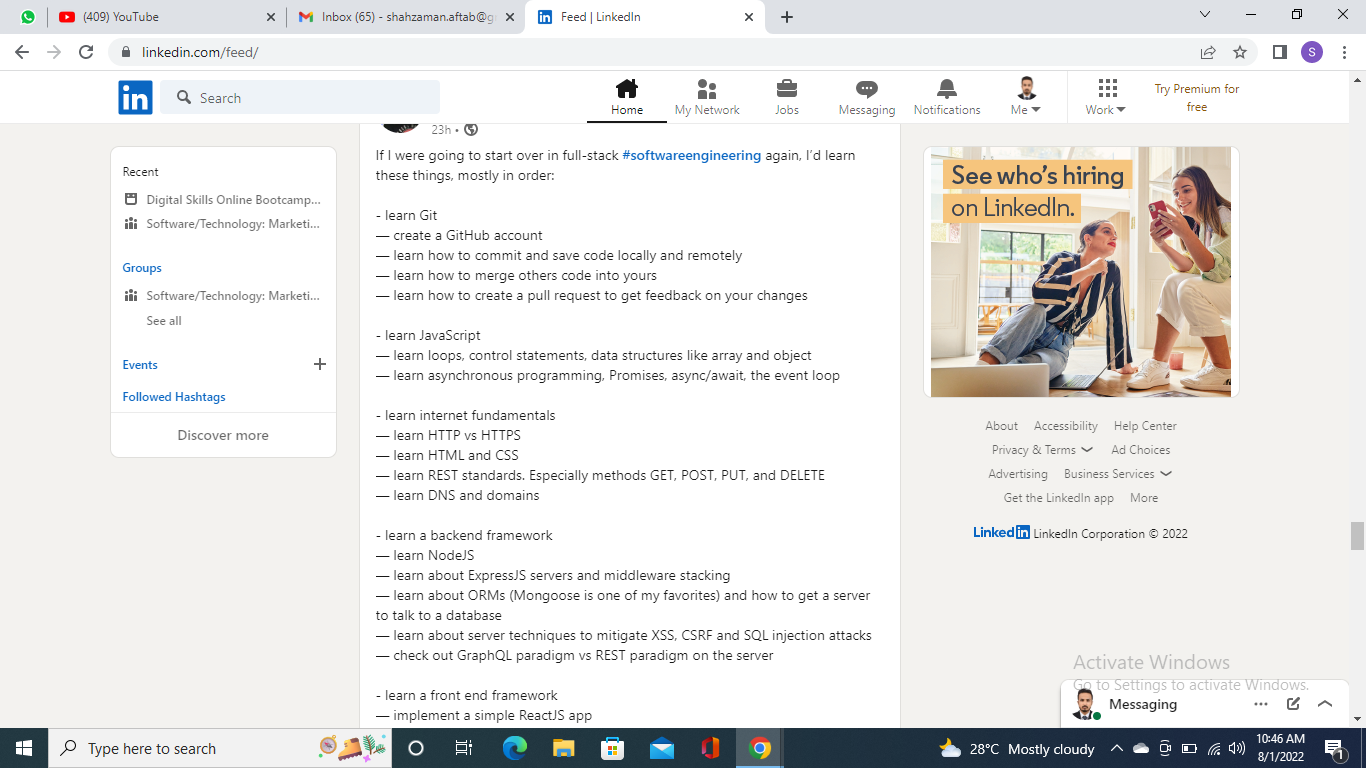 (409) YouTube
Inbox (65) - shahzaman.aftab@g
Feed | LinkedIn
linkedin.com/feed/
S
in
Search
Home
My Network
Jobs
Messaging
Notifications
Me
Work
Try Premium for
free
Recent
Digital Skills Online Bootcamp...
Software/Technology: Marketi...
Groups
Software/Technology: Marketi...
See all
Events
Followed Hashtags
Discover more
23h •
If I were going to start over in full-stack #softwareengineering again, I'd learn
these things, mostly in order:
- learn Git
— create a GitHub account
— learn how to commit and save code locally and remotely
— learn how to merge others code into yours
— learn how to create a pull request to get feedback on your changes
- learn JavaScript
— learn loops, control statements, data structures like array and object
— learn asynchronous programming, Promises, async/await, the event loop
- learn internet fundamentals
— learn HTTP vs HTTPS
— learn HTML and CSS
— learn REST standards. Especially methods GET, POST, PUT, and DELETE
— learn DNS and domains
- learn a backend framework
— learn NodeJS
— learn about ExpressJS servers and middleware stacking
— learn about ORMs (Mongoose is one of my favorites) and how to get a server
to talk to a database
— learn about server techniques to mitigate XSS, CSRF and SQL injection attacks
— check out GraphQL paradigm vs REST paradigm on the server
- learn a front end framework
— implement a simple ReactJS app
See who's hiring
on LinkedIn.
About Accessibility Help Center
Privacy & Terms Ad Choices
Advertising Business Services
Get the LinkedIn app More
LinkedIn LinkedIn Corporation © 2022
Activate Windows
Go to Settings to activate Windows.
Messaging
Type here to search
28°C Mostly cloudy
10:46 AM
8/1/2022
1